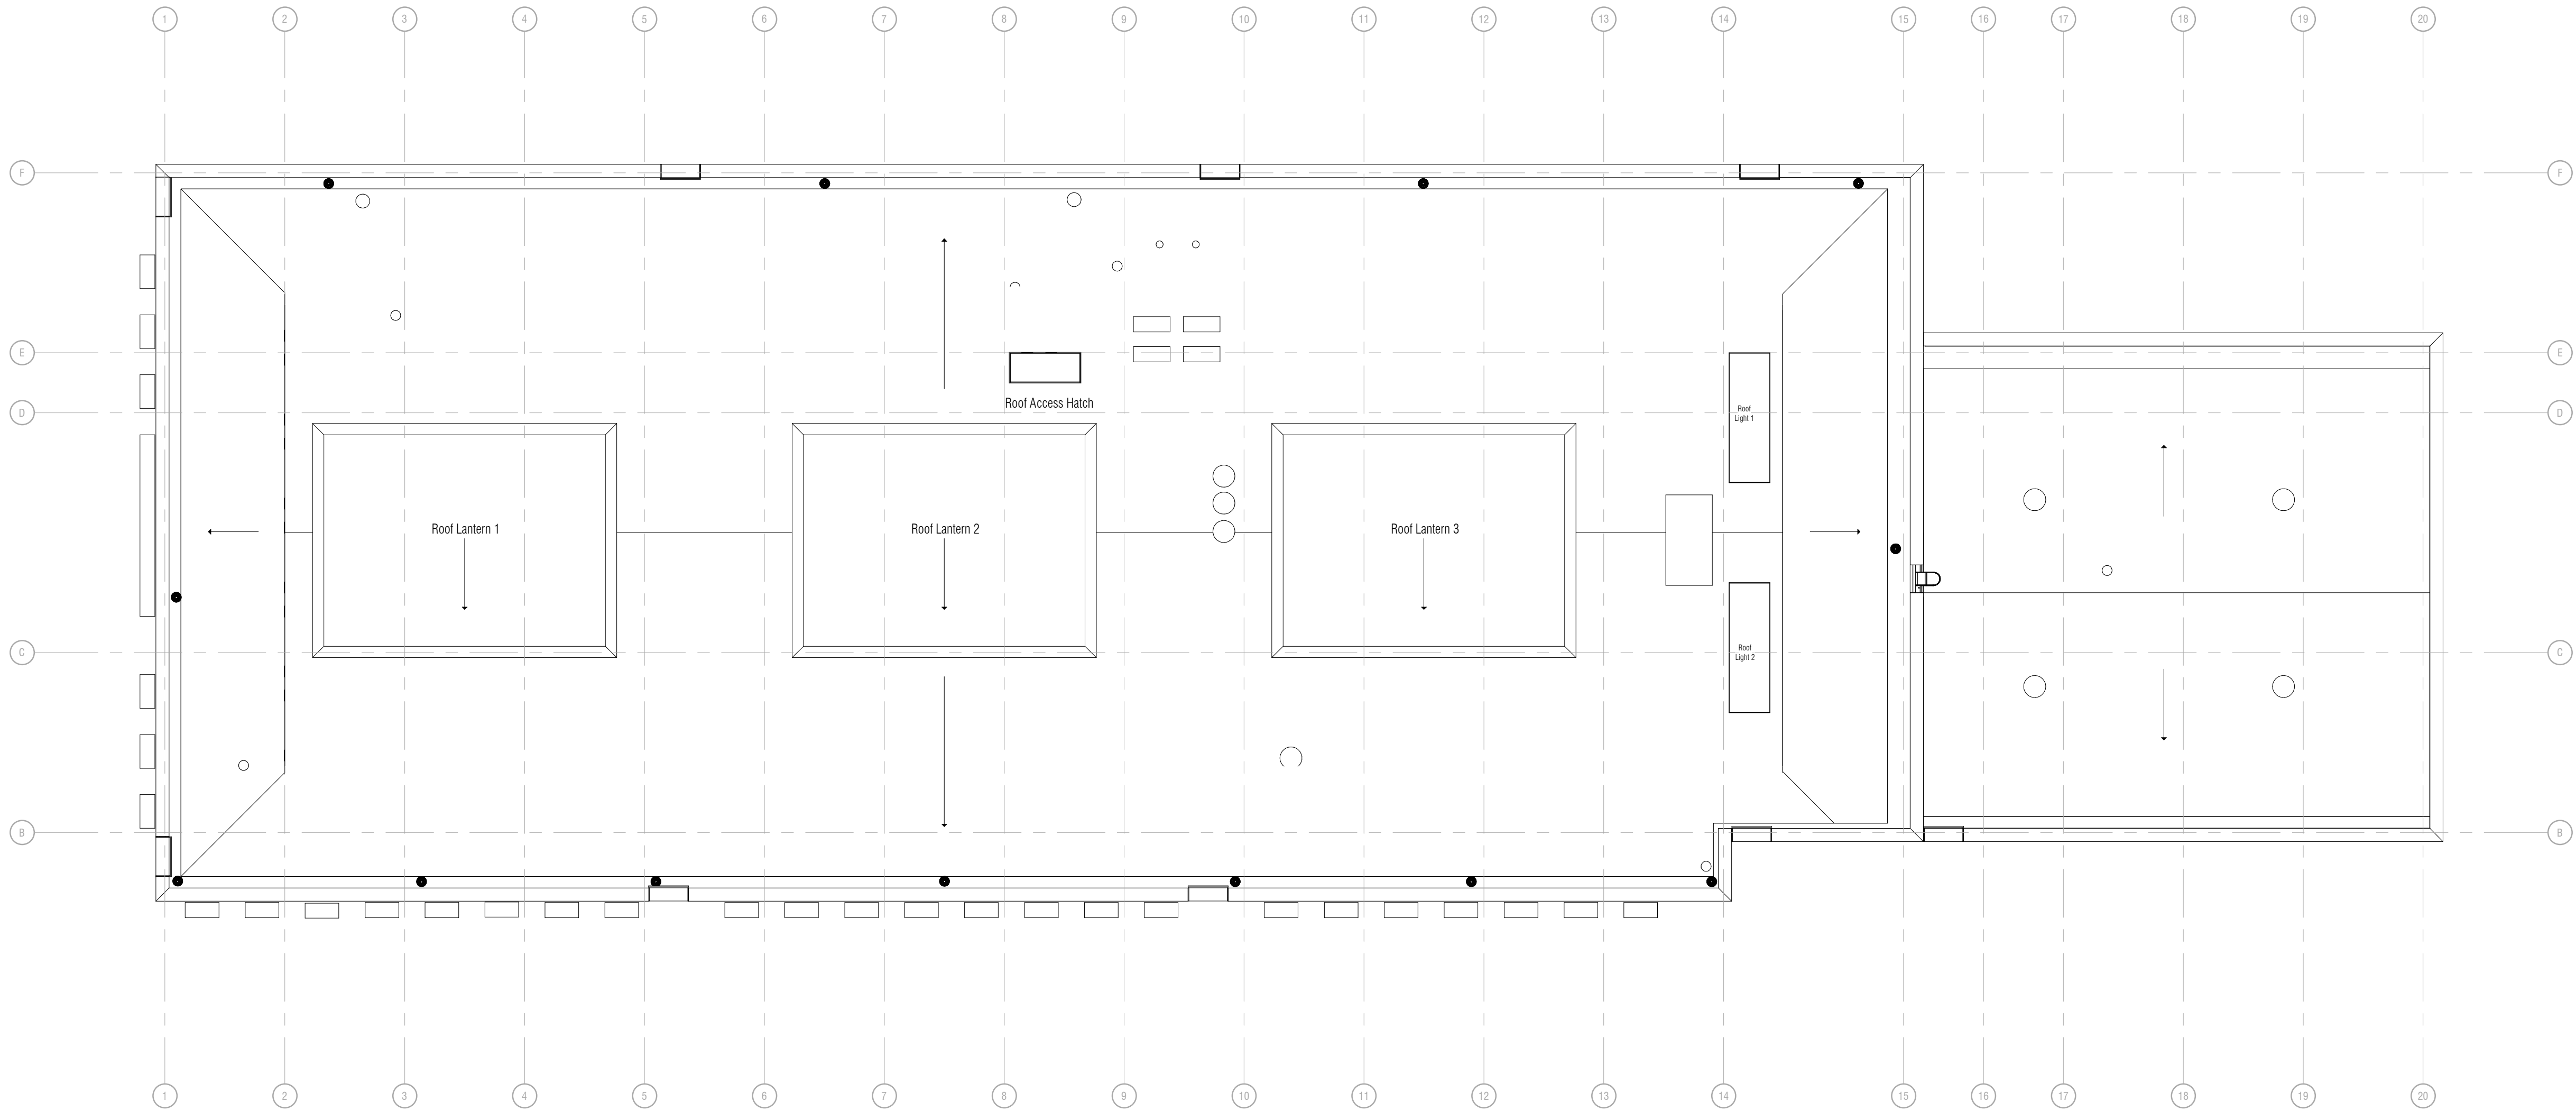 1 2 3 4 5 6 7 8 9 10 11 12 13 14 15 16 17 18 19 20
F F
E E
Roof Access Hatch
Roof
Light 1
D D
Roof Lantern 1 Roof Lantern 2 Roof Lantern 3
Roof
Light 2
C C
B B
1 2 3 4 5 6 7 8 9 10 11 12 13 14 15 16 17 18 19 20